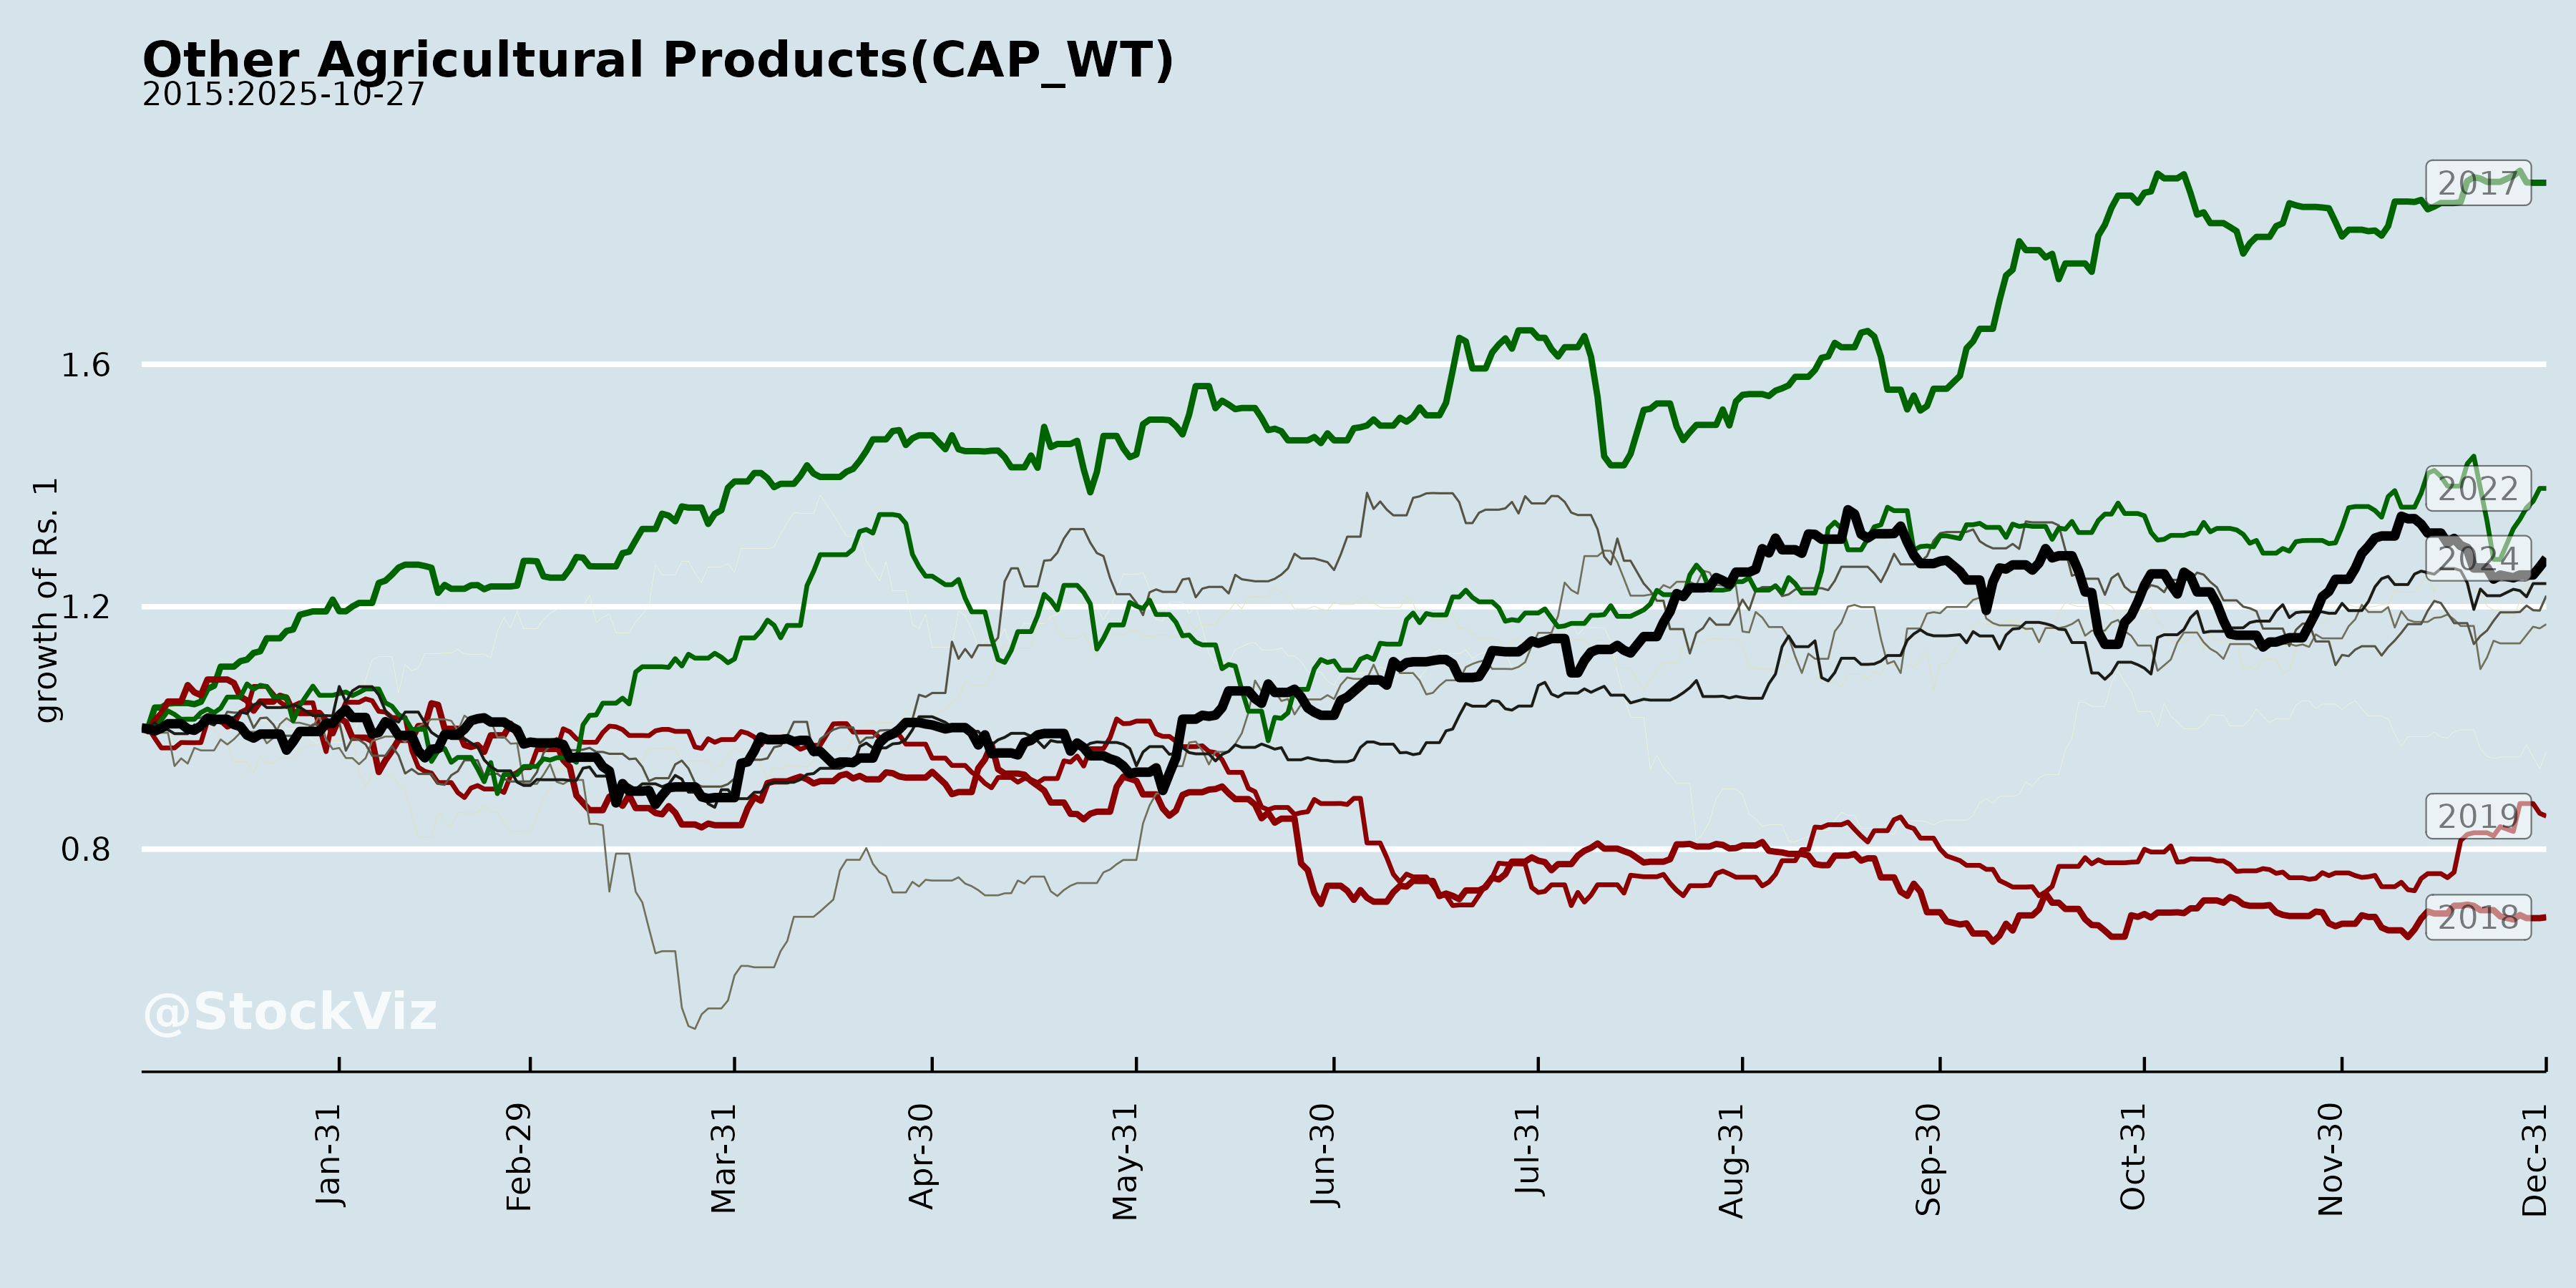 Other Agricultural Products(CAP_WT)
2015:2025-10-27
growth of Rs. 1
1.6
1.2
0.8
2017
2022
2024
2019
2018
@StockViz
Jan-31
Feb-29
Mar-31
Apr-30
May-31
Jun-30
Jul-31
Aug-31
Sep-30
Oct-31
Nov-30
Dec-31